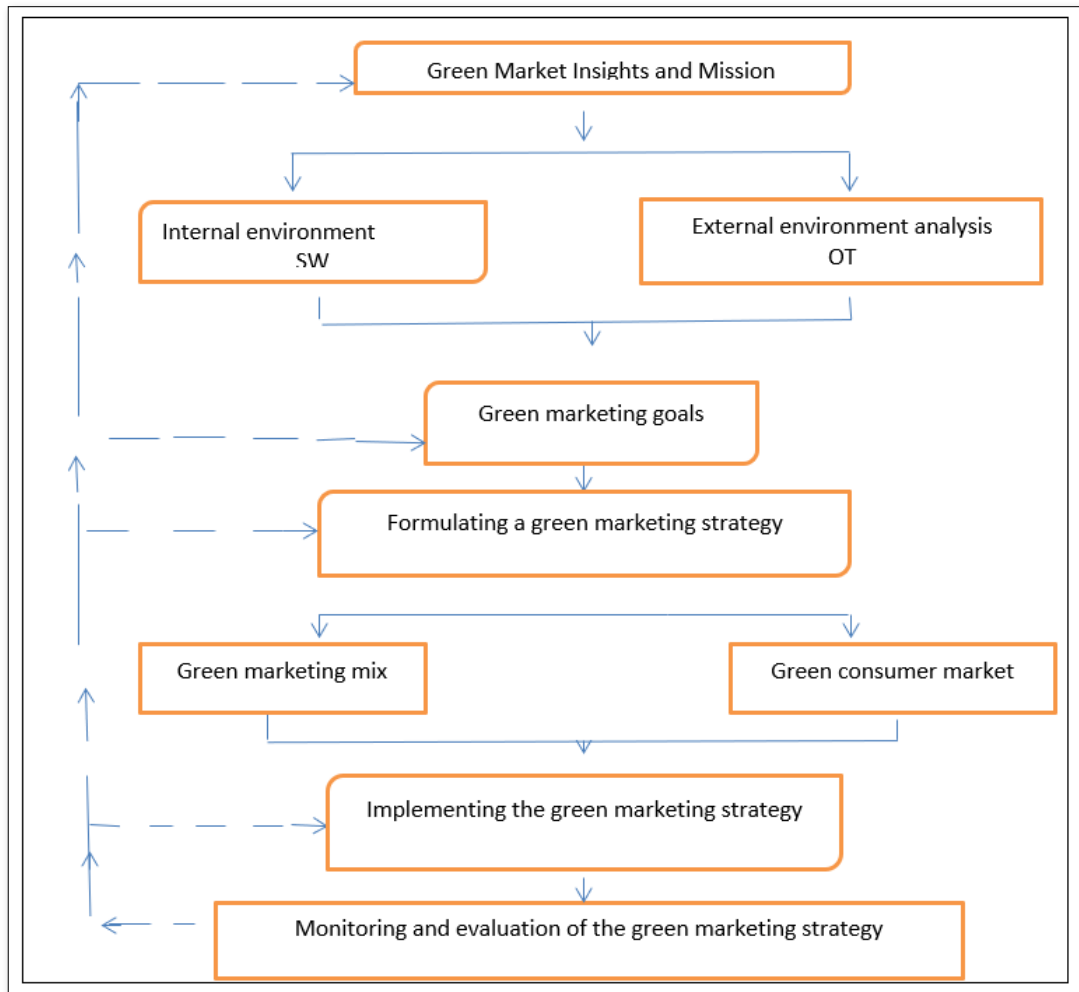 Green Market Insights and Mission
Internal environment
SW
External environment analysis
OT
Green marketing goals
Formulating a green marketing strategy
Green marketing mix
Green consumer market
Implementing the green marketing strategy
Monitoring and evaluation of the green marketing strategy